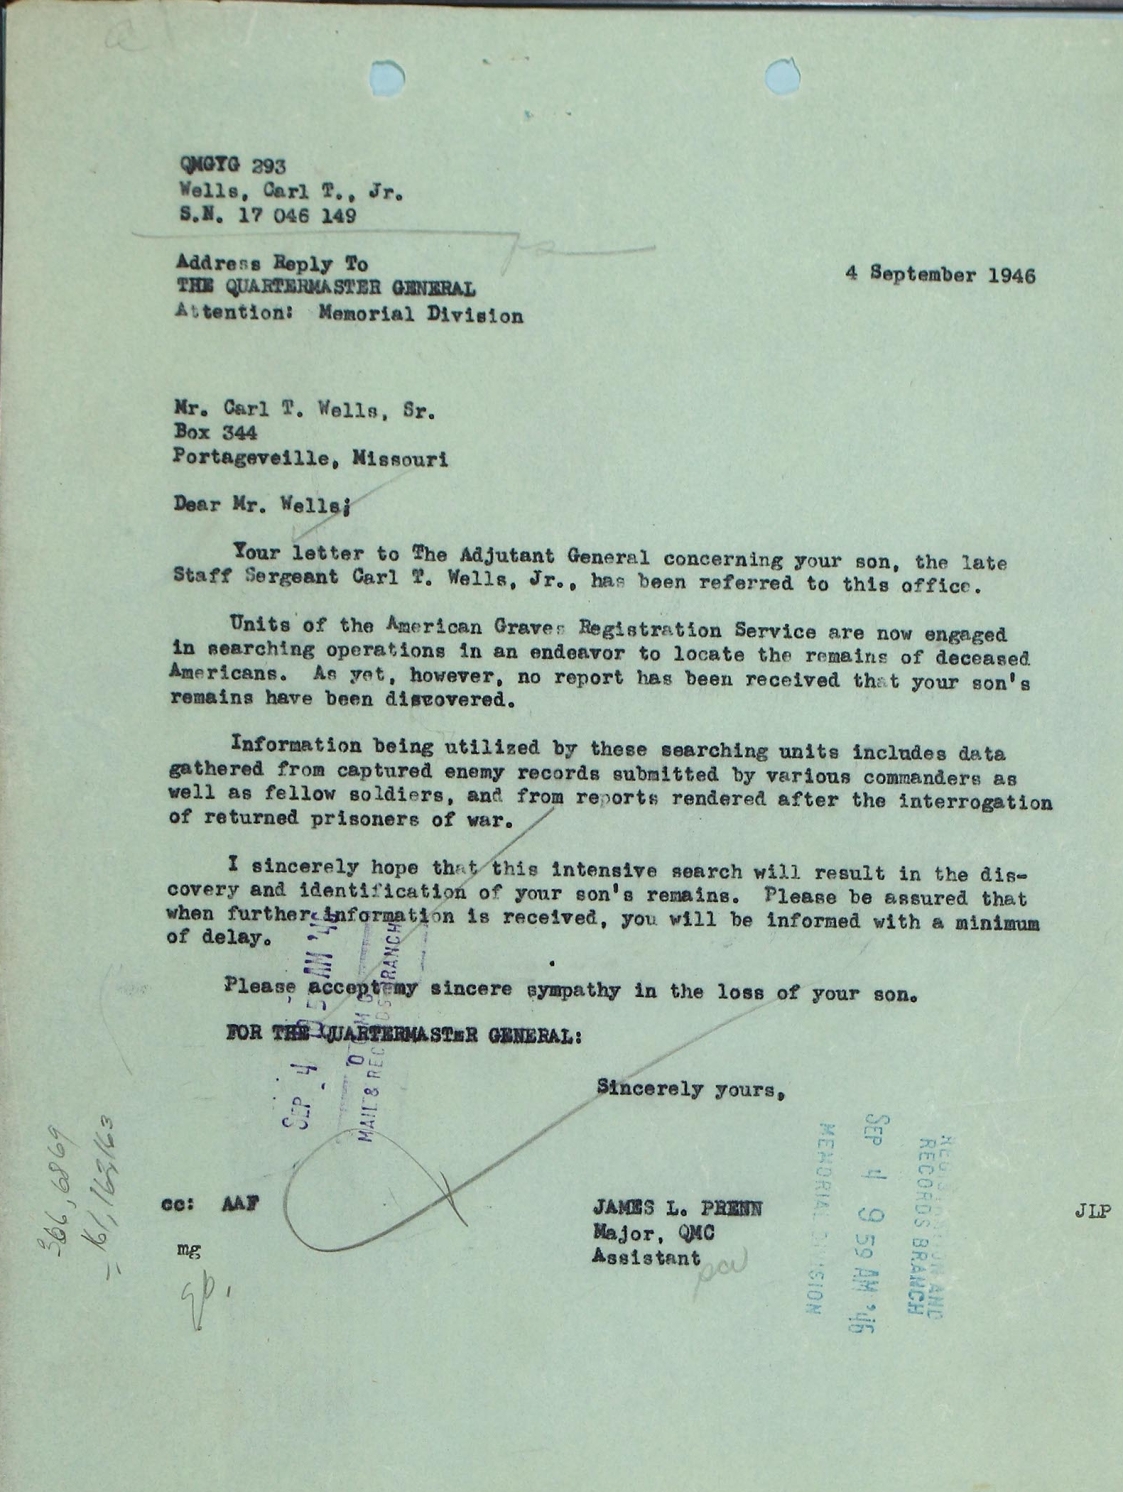 QMGYG 293
Wells, Carl T., Jr.
S.N. 17 046 149
Address Reply To
THE QUARTERMASTER GENERAL
Attention: Memorial Division
4 September 1946
Mr. Carl T. Wells, Sr.
Box 344
Portageveille, Missouri
Dear Mr. Wells;
Your letter to The Adjutant General concerning your son, the late
Staff Sergeant Carl T. Wells, Jr., has been referred to this office.
Units of the American Graves Registration Service are now engaged
in searching operations in an endeavor to locate the remains of deceased
Americans. As yet, however, no report has been received that your son's
remains have been discovered.
Information being utilized by these searching units includes data
gathered from captured enemy records submitted by various commanders as
well as fellow soldiers, and from reports rendered after the interrogation
of returned prisoners of war.
I sincerely hope that this intensive search will result in the dis-
covery and identification of your son's remains. Please be assured that
when further information is received, you will be informed with a minimum
of delay.
Please accept my sincere sympathy in the loss of your son.
FOR THE QUARTERMASTER GENERAL:
Sincerely yours,
cc: AAF
mg
JAMES L. PRENN
Major, QMC
Assistant
JLP
SEP - 4
AM '46
MAIL & RECORDS BRANCH
REGISTRATION AND
RECORDS BRANCH
SEP 4 9 59 AM '46
MEMORIAL DIVISION